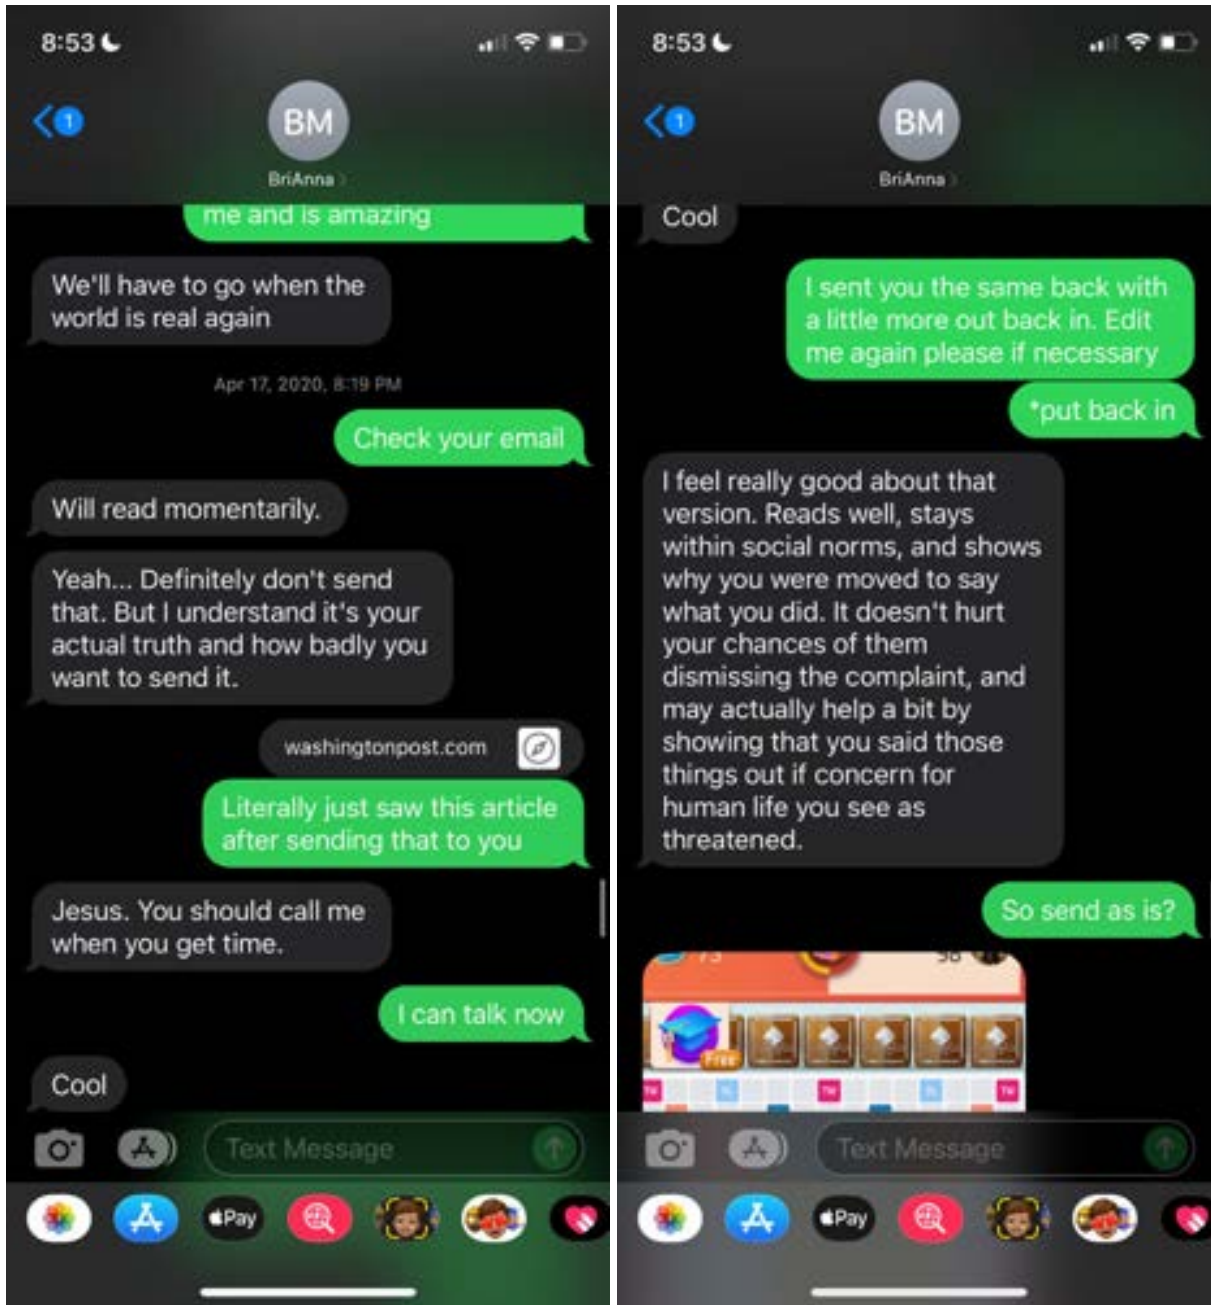 8:53
1
BM
BriAnna
me and is amazing
We'll have to go when the
world is real again
Apr 17, 2020, 8:19 PM
Check your email
Will read momentarily.
Yeah... Definitely don't send
that. But I understand it's your
actual truth and how badly you
want to send it.
washingtonpost.com
Literally just saw this article
after sending that to you
Jesus. You should call me
when you get time.
I can talk now
Cool
Text Message
Pay
8:53
1
BM
BriAnna
Cool
I sent you the same back with
a little more out back in. Edit
me again please if necessary
*put back in
I feel really good about that
version. Reads well, stays
within social norms, and shows
why you were moved to say
what you did. It doesn't hurt
your chances of them
dismissing the complaint, and
may actually help a bit by
showing that you said those
things out if concern for
human life you see as
threatened.
So send as is?
Free
TW
TW
TW
Text Message
Pay